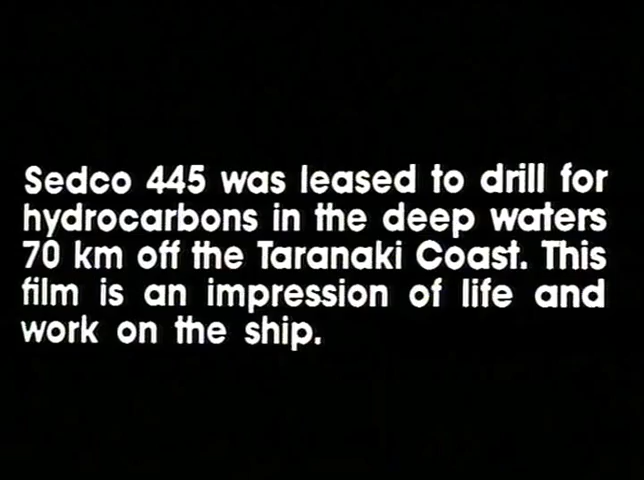 Sedco 445 was leased to drill for
hydrocarbons in the deep waters
70 km off the Taranaki Coast. This
film is an impression of life and
work on the ship.